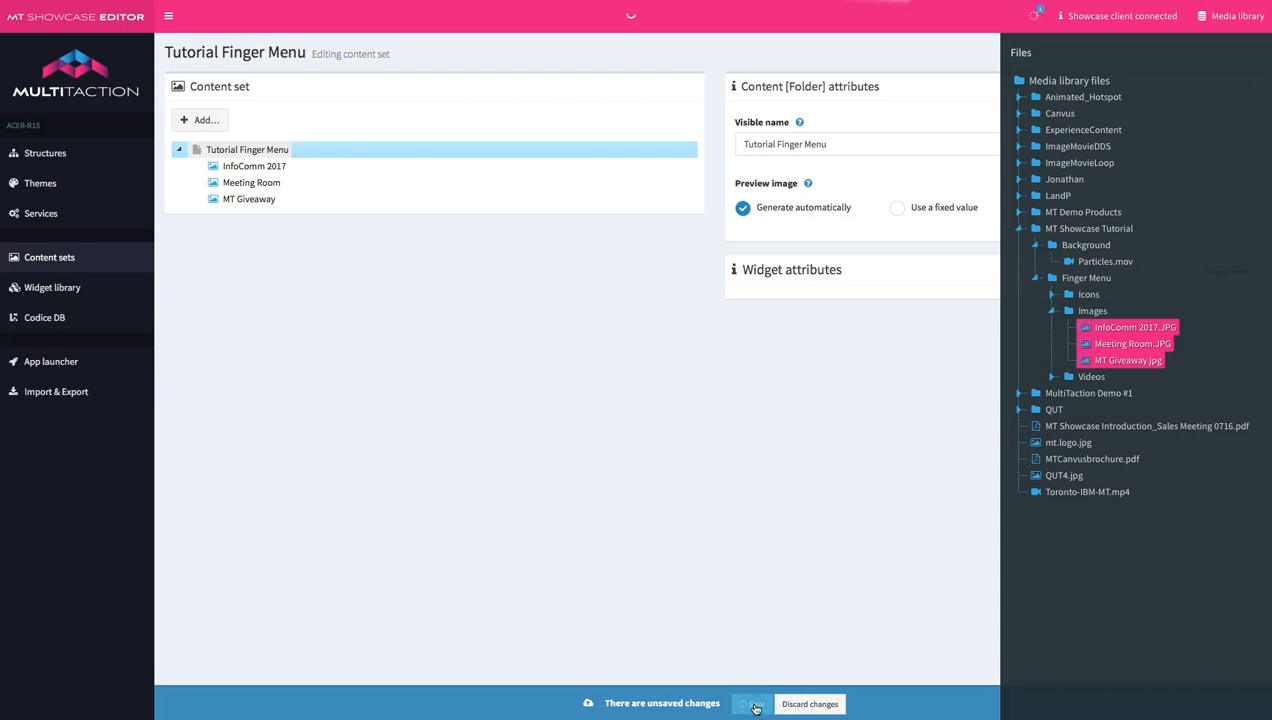 MT SHOWCASE EDITOR
Showcase client connected
Media library
MULTITACTION
ACER-R15
Structures
Themes
Services
Content sets
Widget library
Codice DB
App launcher
Import & Export
Tutorial Finger Menu Editing content set
Content set
Add...
Tutorial Finger Menu
InfoComm 2017
Meeting Room
MT Giveaway
Content [Folder] attributes
Visible name
Tutorial Finger Menu
Preview image
Generate automatically
Use a fixed value
Widget attributes
Files
Media library files
Animated_Hotspot
Canvus
ExperienceContent
ImageMovieDDS
ImageMovieLoop
Jonathan
LandP
MT Demo Products
MT Showcase Tutorial
Background
Particles.mov
Finger Menu
Icons
Images
InfoComm 2017.JPG
Meeting Room.JPG
MT Giveaway.jpg
Videos
MultiTaction Demo #1
QUT
MT Showcase Introduction_Sales Meeting 0716.pdf
mt.logo.jpg
MTCanvusbrochure.pdf
QUT4.jpg
Toronto-IBM-MT.mp4
There are unsaved changes
Discard changes